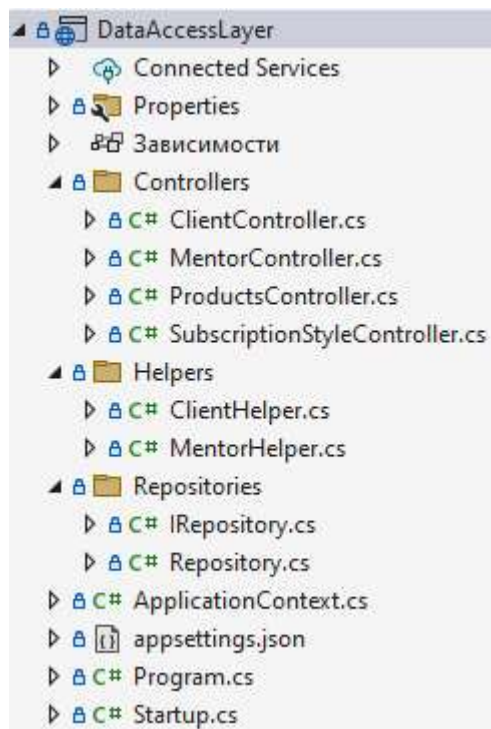 DataAccessLayer
Connected Services
Properties
Зависимости
Controllers
C# ClientController.cs
C# MentorController.cs
C# ProductsController.cs
C# SubscriptionStyleController.cs
Helpers
C# ClientHelper.cs
C# MentorHelper.cs
Repositories
C# IRepository.cs
C# Repository.cs
C# ApplicationContext.cs
appsettings.json
C# Program.cs
C# Startup.cs